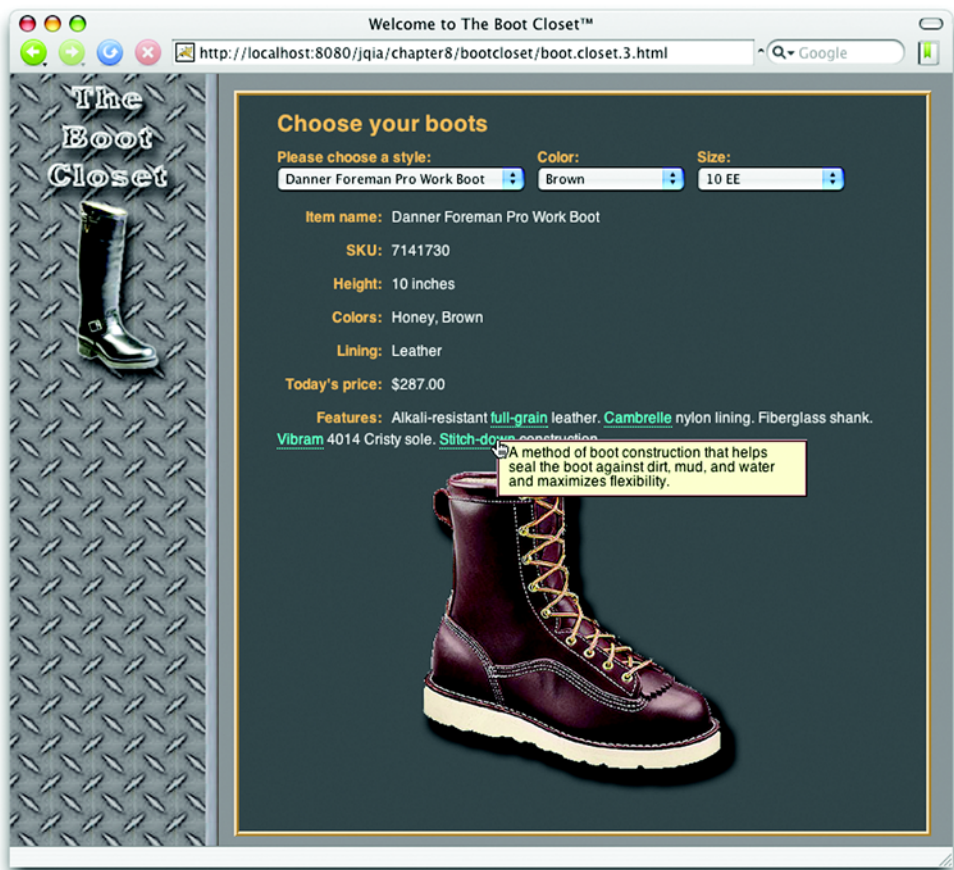 Welcome to The Boot Closet™
http://localhost:8080/jqia/chapter8/bootcloset/boot.closet.3.html
Google
The
Boot
Closet
Choose your boots
Please choose a style: Color: Size:
Danner Foreman Pro Work Boot Brown 10 EE
Item name: Danner Foreman Pro Work Boot
SKU: 7141730
Height: 10 inches
Colors: Honey, Brown
Lining: Leather
Today's price: $287.00
Features: Alkali-resistant full-grain leather. Cambrelle nylon lining. Fiberglass shank.
Vibram 4014 Cristy sole. Stitch-down construction.
A method of boot construction that helps
seal the boot against dirt, mud, and water
and maximizes flexibility.